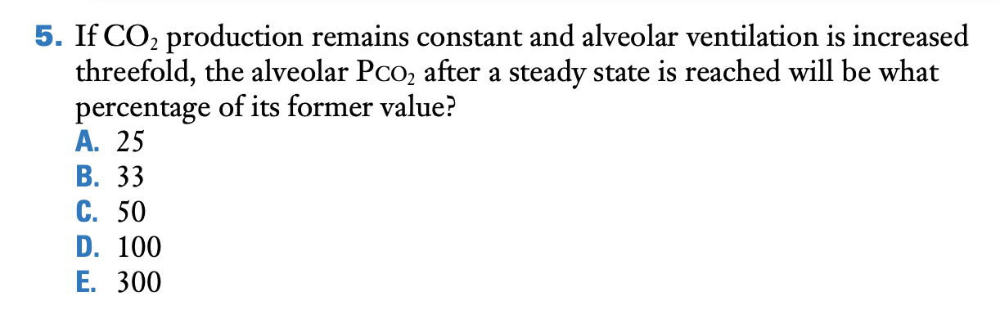 5. If CO₂ production remains constant and alveolar ventilation is increased
threefold, the alveolar PCO₂ after a steady state is reached will be what
percentage of its former value?
A. 25
B. 33
C. 50
D. 100
E. 300